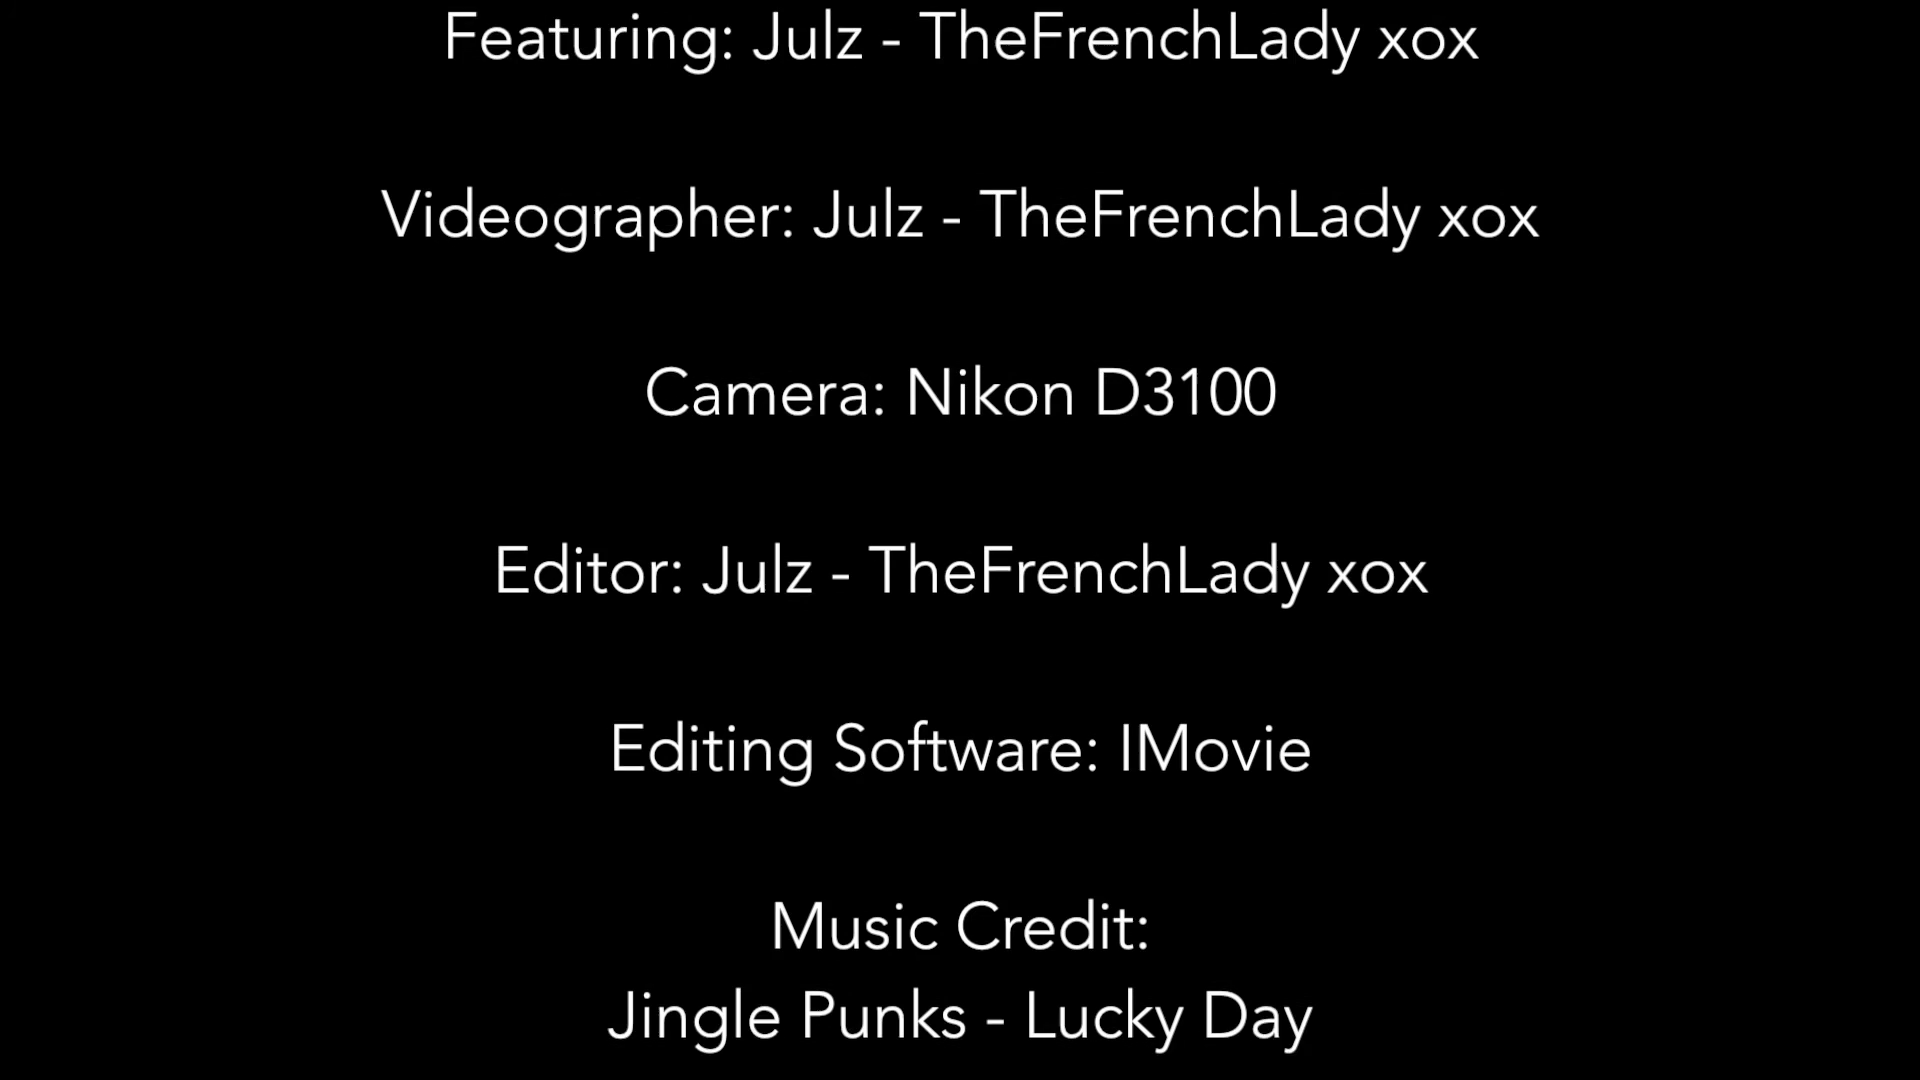 Featuring: Julz - TheFrenchLady xox
Videographer: Julz - TheFrenchLady xox
Camera: Nikon D3100
Editor: Julz - TheFrenchLady xox
Editing Software: IMovie
Music Credit:
Jingle Punks - Lucky Day